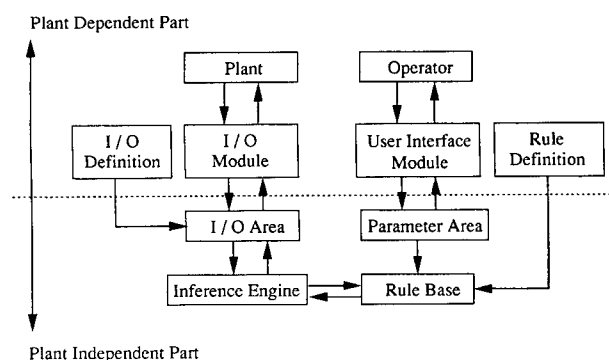 Plant Dependent Part
Plant
Operator
I / O
Definition
I / O
Module
User Interface
Module
Rule
Definition
I / O Area
Parameter Area
Inference Engine
Rule Base
Plant Independent Part